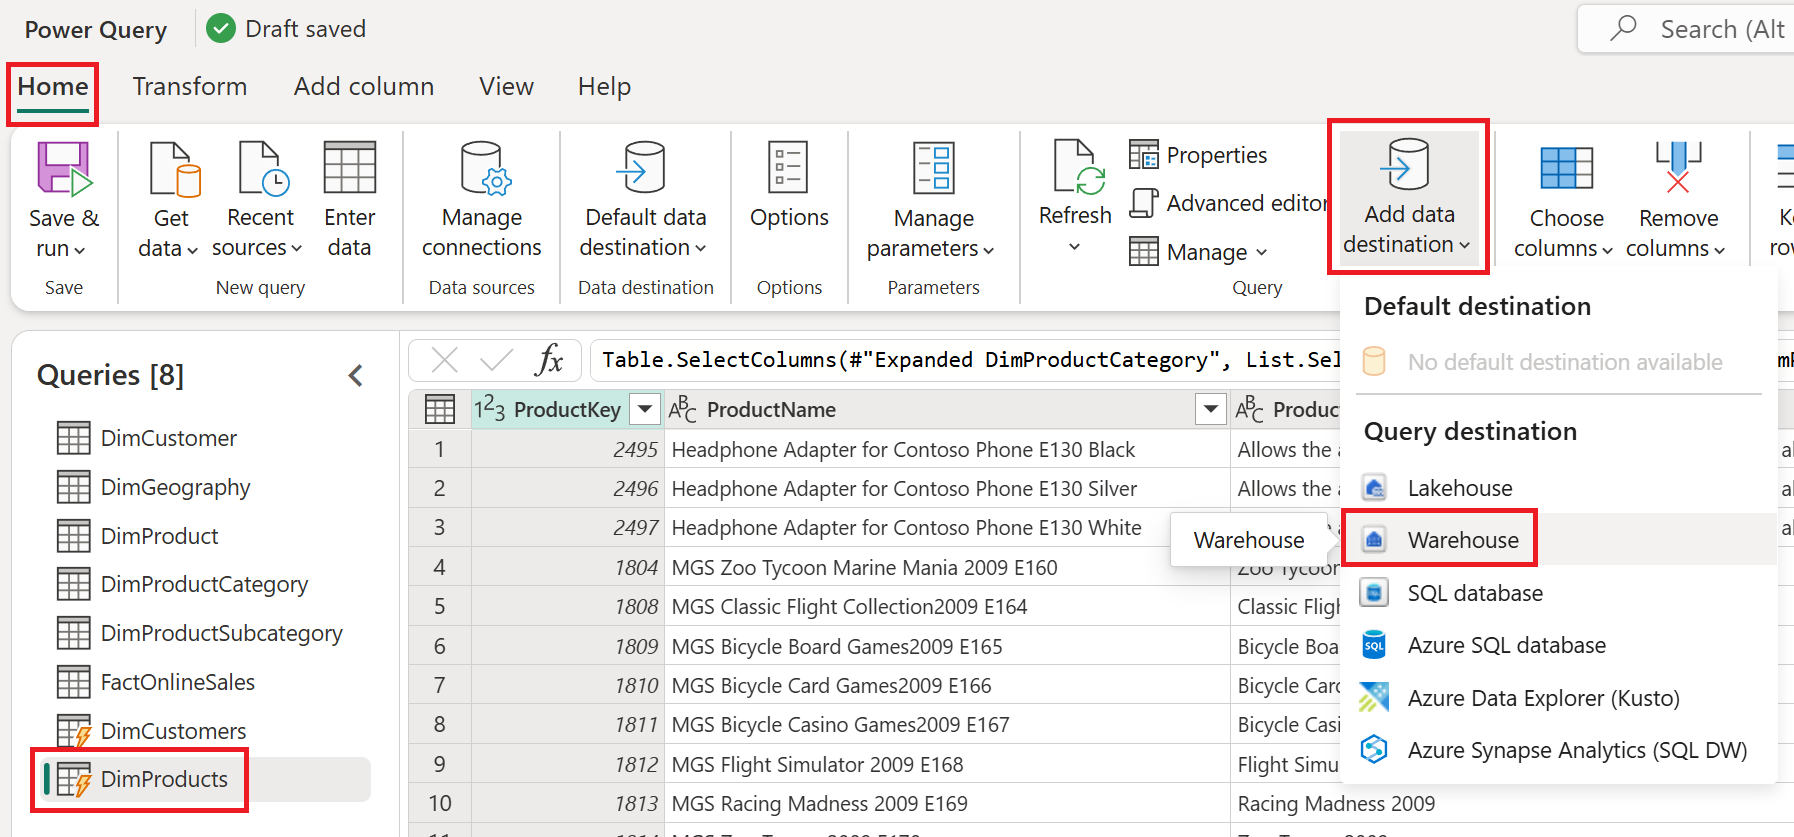 Power Query
Draft saved
Search (Alt
Home
Transform
Add column
View
Help
Save &
run
Get
data
Recent
sources
Enter
data
Manage
connections
Default data
destination
Options
Manage
parameters
Refresh
Properties
Advanced editor
Manage
Add data
destination
Choose
columns
Remove
columns
Save
New query
Data sources
Data destination
Options
Parameters
Query
Default destination
No default destination available
Query destination
Lakehouse
Warehouse
Warehouse
SQL database
Azure SQL database
Azure Data Explorer (Kusto)
Azure Synapse Analytics (SQL DW)
Queries [8]
DimCustomer
DimGeography
DimProduct
DimProductCategory
DimProductSubcategory
FactOnlineSales
DimCustomers
DimProducts
fx
Table.SelectColumns(#"Expanded DimProductCategory", List.Sel
123 ProductKey
ABC ProductName
ABC Produc
1 2495 Headphone Adapter for Contoso Phone E130 Black Allows the a
2 2496 Headphone Adapter for Contoso Phone E130 Silver Allows the a
3 2497 Headphone Adapter for Contoso Phone E130 White
4 1804 MGS Zoo Tycoon Marine Mania 2009 E160 Zoo Tycoon
5 1808 MGS Classic Flight Collection2009 E164 Classic Fligh
6 1809 MGS Bicycle Board Games2009 E165 Bicycle Boa
7 1810 MGS Bicycle Card Games2009 E166 Bicycle Card
8 1811 MGS Bicycle Casino Games2009 E167 Bicycle Casi
9 1812 MGS Flight Simulator 2009 E168 Flight Simu
10 1813 MGS Racing Madness 2009 E169 Racing Madness 2009